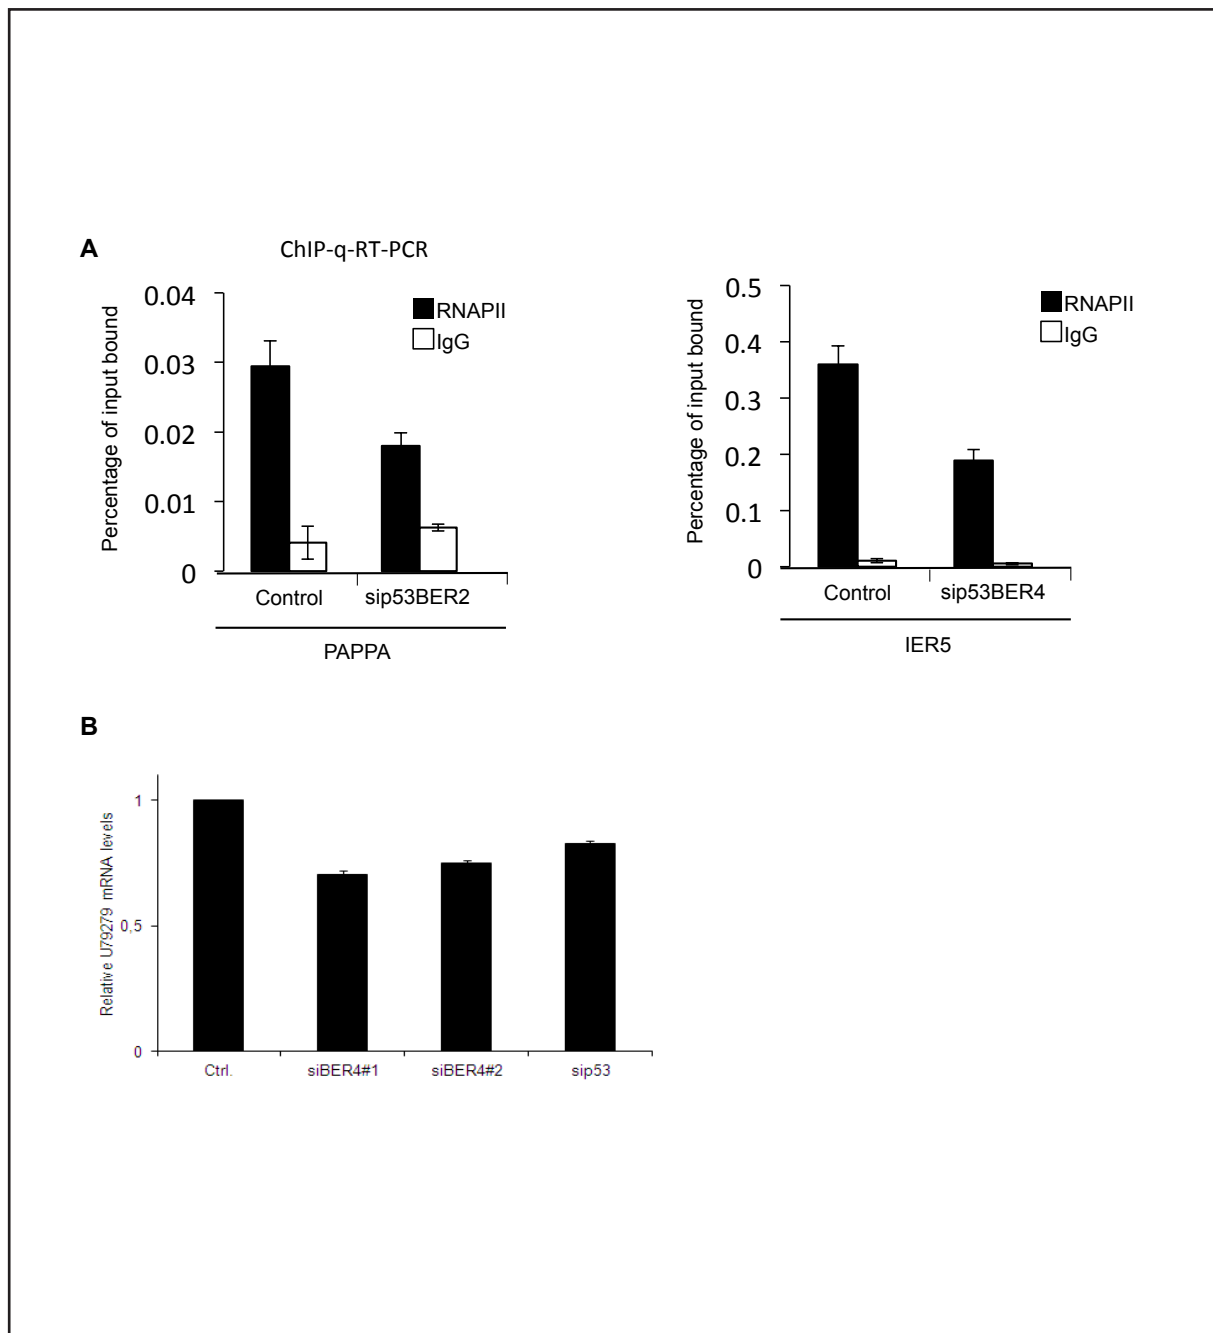 A
ChIP-q-RT-PCR
Percentage of input bound
0.04
0.03
0.02
0.01
0
RNAPII
IgG
Control
sip53BER2
PAPPA
Percentage of input bound
0.5
0.4
0.3
0.2
0.1
0
RNAPII
IgG
Control
sip53BER4
IER5
B
Relative U79279 mRNA levels
1
0,5
0
Ctrl.
siBER4#1
siBER4#2
sip53